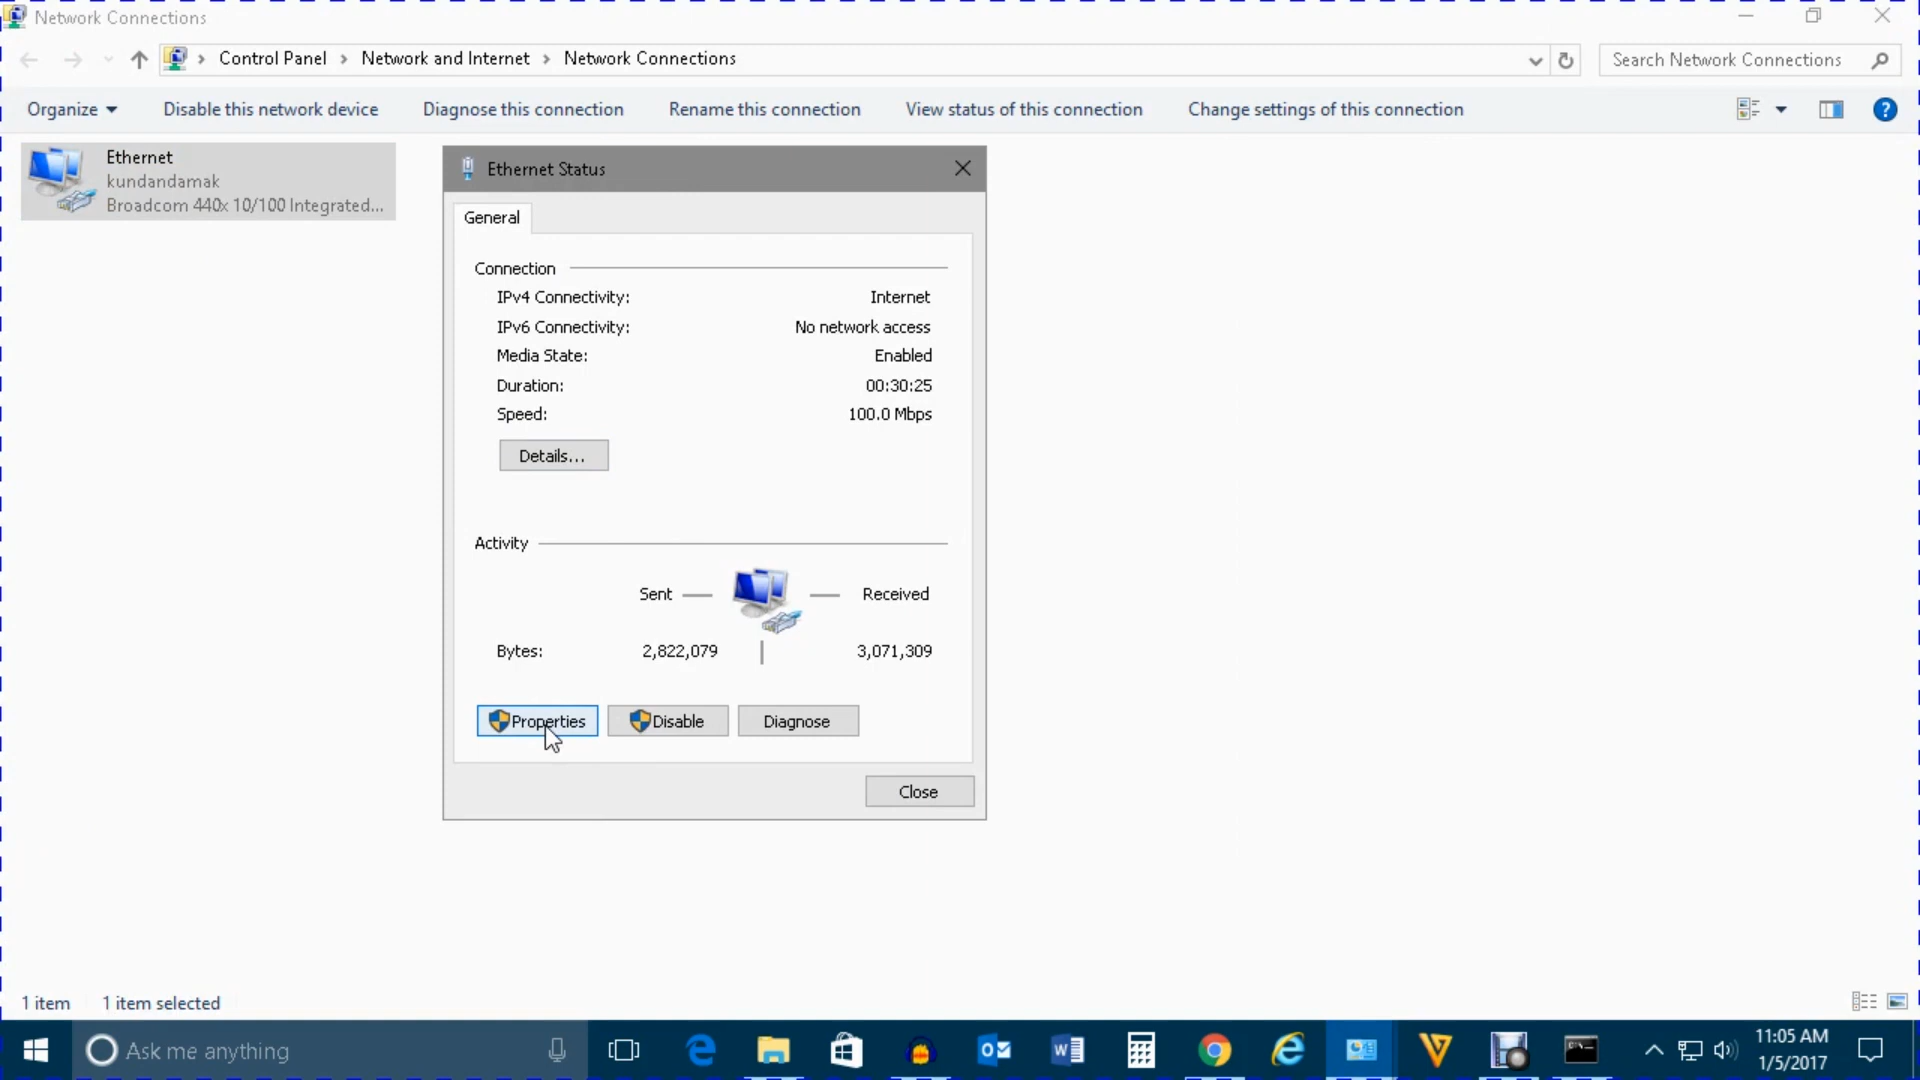 Network Connections
Control Panel > Network and Internet > Network Connections
Search Network Connections
Organize
Disable this network device
Diagnose this connection
Rename this connection
View status of this connection
Change settings of this connection
Ethernet
kundandamak
Broadcom 440x 10/100 Integrated...
Ethernet Status
General
Connection
IPv4 Connectivity: Internet
IPv6 Connectivity: No network access
Media State: Enabled
Duration: 00:30:25
Speed: 100.0 Mbps
Details...
Activity
Sent Received
Bytes: 2,822,079 3,071,309
Properties
Disable
Diagnose
Close
1 item 1 item selected
Ask me anything
11:05 AM
1/5/2017